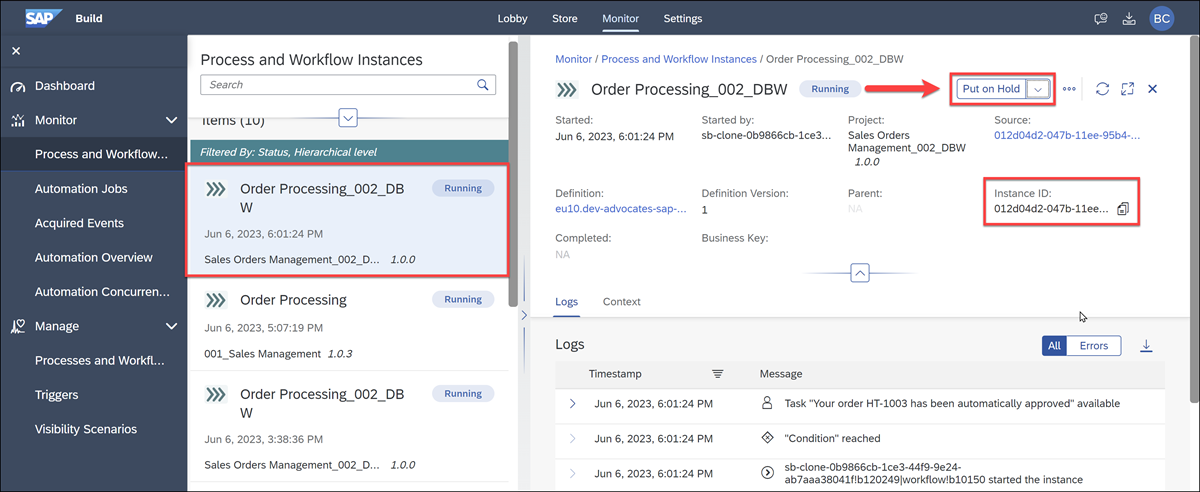 SAP Build Lobby Store Monitor Settings BC
Dashboard
Monitor
Process and Workflow...
Automation Jobs
Acquired Events
Automation Overview
Automation Concurren...
Manage
Processes and Workfl...
Triggers
Visibility Scenarios
Process and Workflow Instances
Search
Items (10)
Filtered By: Status, Hierarchical level
Order Processing_002_DB Running
W
Jun 6, 2023, 6:01:24 PM
Sales Orders Management_002_D... 1.0.0
Order Processing Running
Jun 6, 2023, 5:07:19 PM
001_Sales Management 1.0.3
Order Processing_002_DB Running
W
Jun 6, 2023, 3:38:36 PM
Sales Orders Management_002_D... 1.0.0
Monitor / Process and Workflow Instances / Order Processing_002_DBW
Order Processing_002_DBW Running Put on Hold
Started: Started by: Project: Source:
Jun 6, 2023, 6:01:24 PM sb-clone-0b9866cb-1ce3... Sales Orders 012d04d2-047b-11ee-95b4-...
Management_002_DBW
1.0.0
Definition: Definition Version: Parent: Instance ID:
eu10.dev-advocates-sap-... 1 NA 012d04d2-047b-11ee...
Completed: Business Key:
NA
Logs Context
Logs All Errors
Timestamp Message
Jun 6, 2023, 6:01:24 PM Task "Your order HT-1003 has been automatically approved" available
Jun 6, 2023, 6:01:24 PM "Condition" reached
Jun 6, 2023, 6:01:24 PM sb-clone-0b9866cb-1ce3-44f9-9e24-
ab7aaa38041f!b120249|workflow!b10150 started the instance